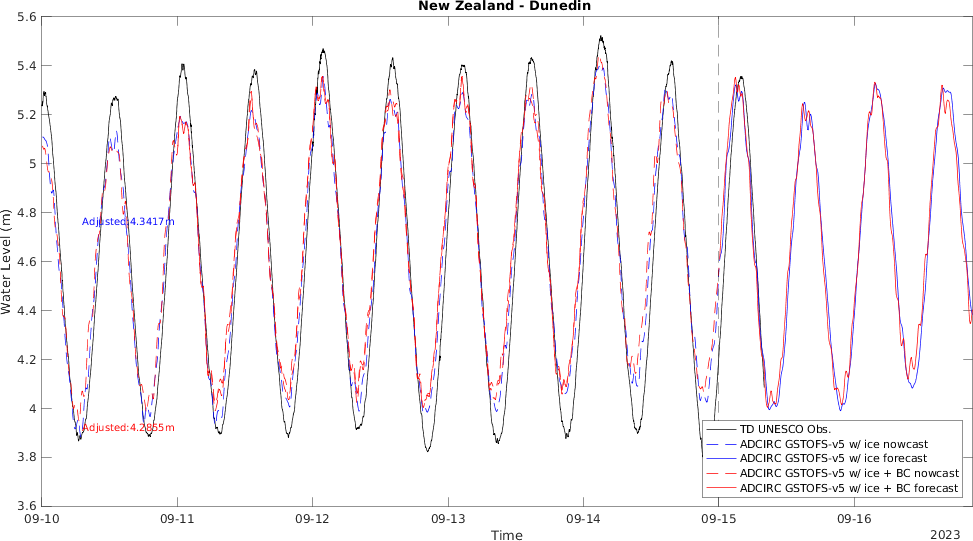 New Zealand - Dunedin
5.6
5.4
5.2
5
4.8
4.6
4.4
4.2
4
3.8
3.6
Water Level (m)
Adjusted:4.3417m
Adjusted:4.2855m
TD UNESCO Obs.
ADCIRC GSTOFS-v5 w/ ice nowcast
ADCIRC GSTOFS-v5 w/ ice forecast
ADCIRC GSTOFS-v5 w/ ice + BC nowcast
ADCIRC GSTOFS-v5 w/ ice + BC forecast
09-10 09-11 09-12 09-13 09-14 09-15 09-16
Time
2023